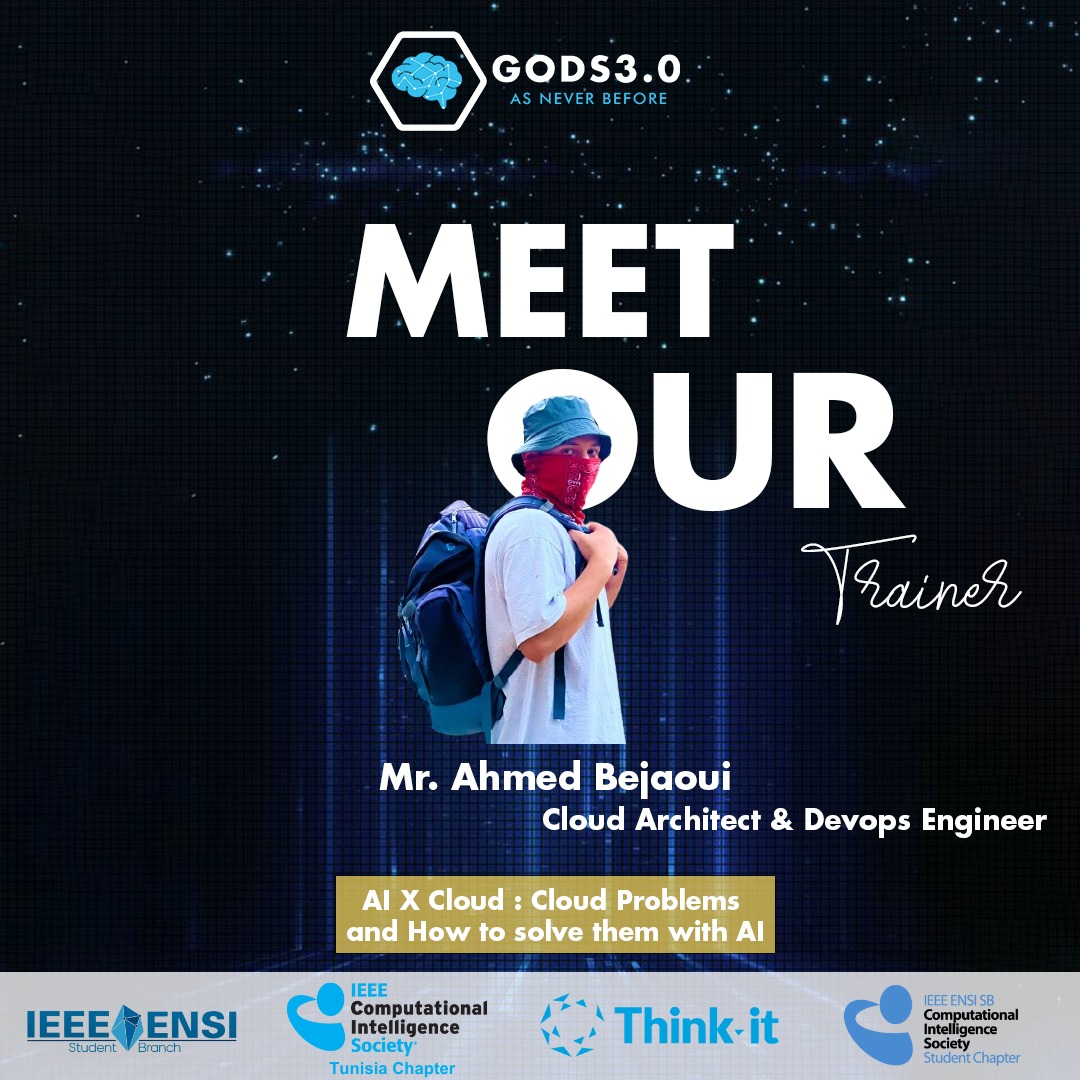 GODS3.0
AS NEVER BEFORE
MEET
OUR
Trainer
Mr. Ahmed Bejaoui
Cloud Architect & Devops Engineer
AI X Cloud : Cloud Problems
and How to solve them with AI
IEEE ENSI
Student Branch
IEEE
Computational
Intelligence
Society
Tunisia Chapter
Think-it
IEEE ENSI SB
Computational
Intelligence
Society
Student Chapter